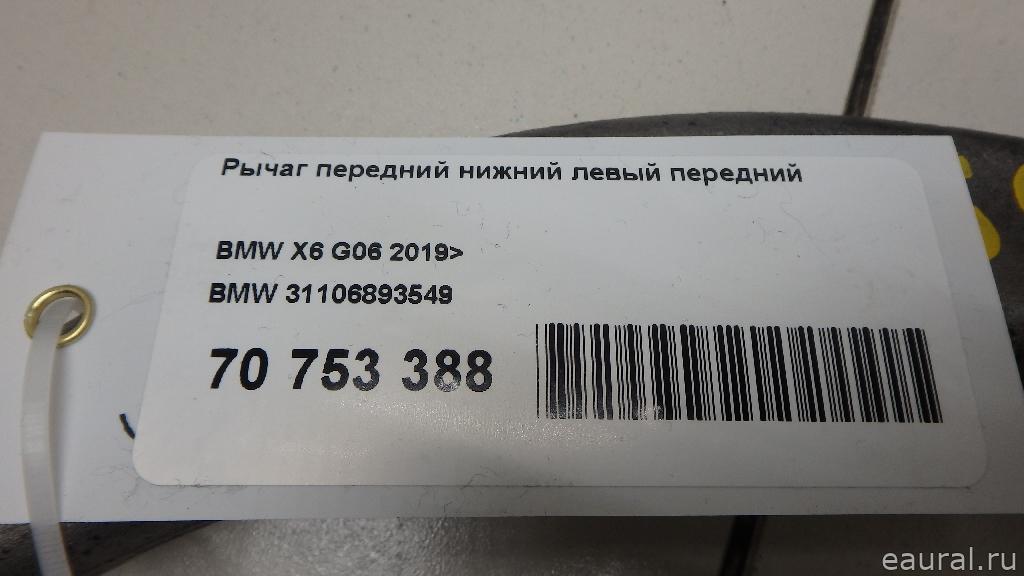 Рычаг передний нижний левый передний
BMW X6 G06 2019>
BMW 31106893549
70 753 388
eaural.ru